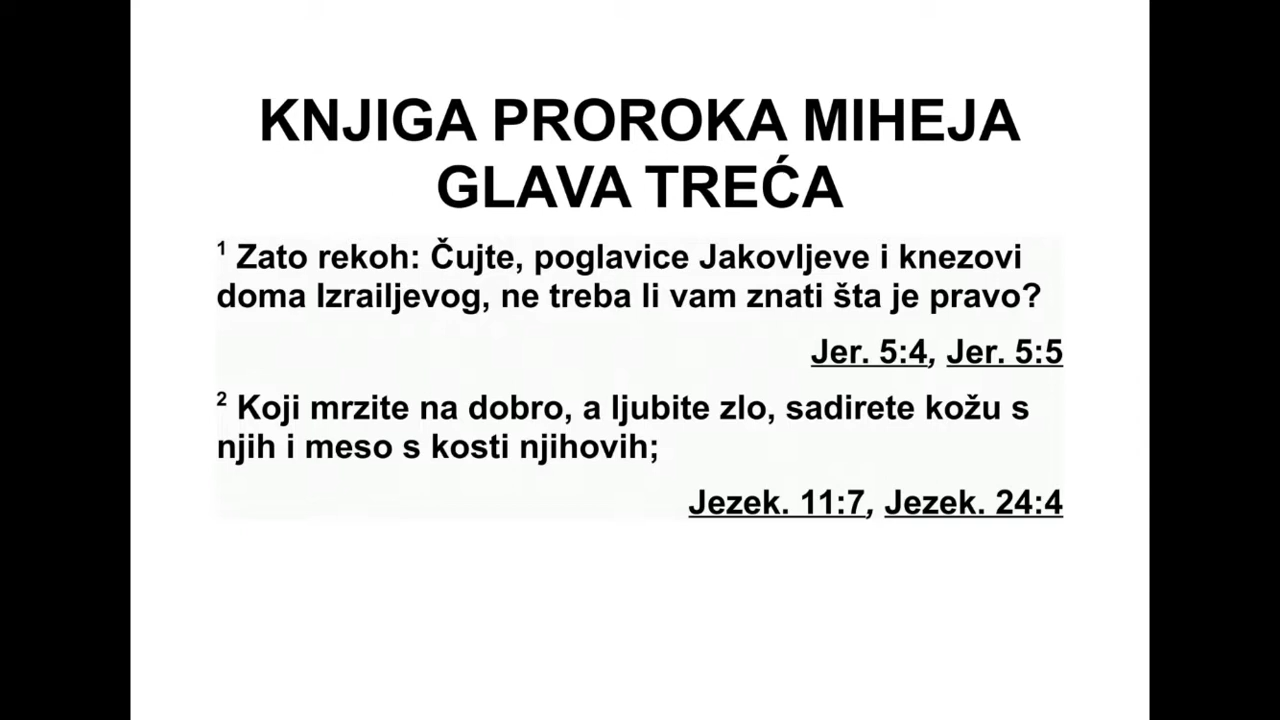 KNJIGA PROROKA MIHEJA
GLAVA TREĆA
1 Zato rekoh: Čujte, poglavice Jakovljeve i knezovi
doma Izrailjevog, ne treba li vam znati šta je pravo?
Jer. 5:4, Jer. 5:5
2 Koji mrzite na dobro, a ljubite zlo, sadirete kožu s
njih i meso s kosti njihovih;
Jezek. 11:7, Jezek. 24:4